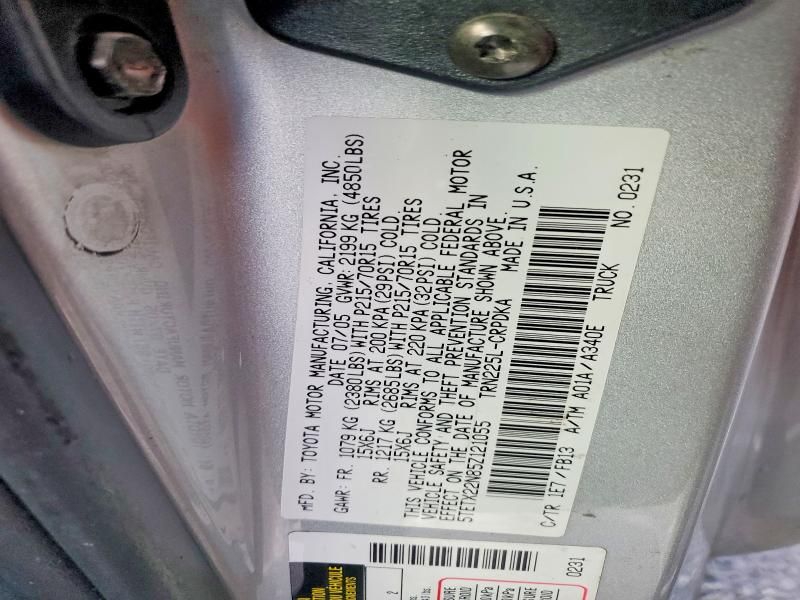 MFD. BY: TOYOTA MOTOR MANUFACTURING, CALIFORNIA, INC.
DATE 07/05 GVWR: 2199 KG (4850LBS)
GAWR: FR. 1079 KG (2380LBS) WITH P215/70R15 TIRES
15X6J RIMS AT 200 KPA (29PSI) COLD.
RR. 1217 KG (2685LBS) WITH P215/70R15 TIRES
15X6J RIMS AT 220 KPA (32PSI) COLD.
THIS VEHICLE CONFORMS TO ALL APPLICABLE FEDERAL MOTOR
VEHICLE SAFETY AND THEFT PREVENTION STANDARDS IN
EFFECT ON THE DATE OF MANUFACTURE SHOWN ABOVE.
5TENX22N65Z121055 TRN225L-CRPDKA MADE IN U.S.A.
C/TR 1E7/FB13 A/TM A01A/A340E TRUCK NO. 0231
0231
2